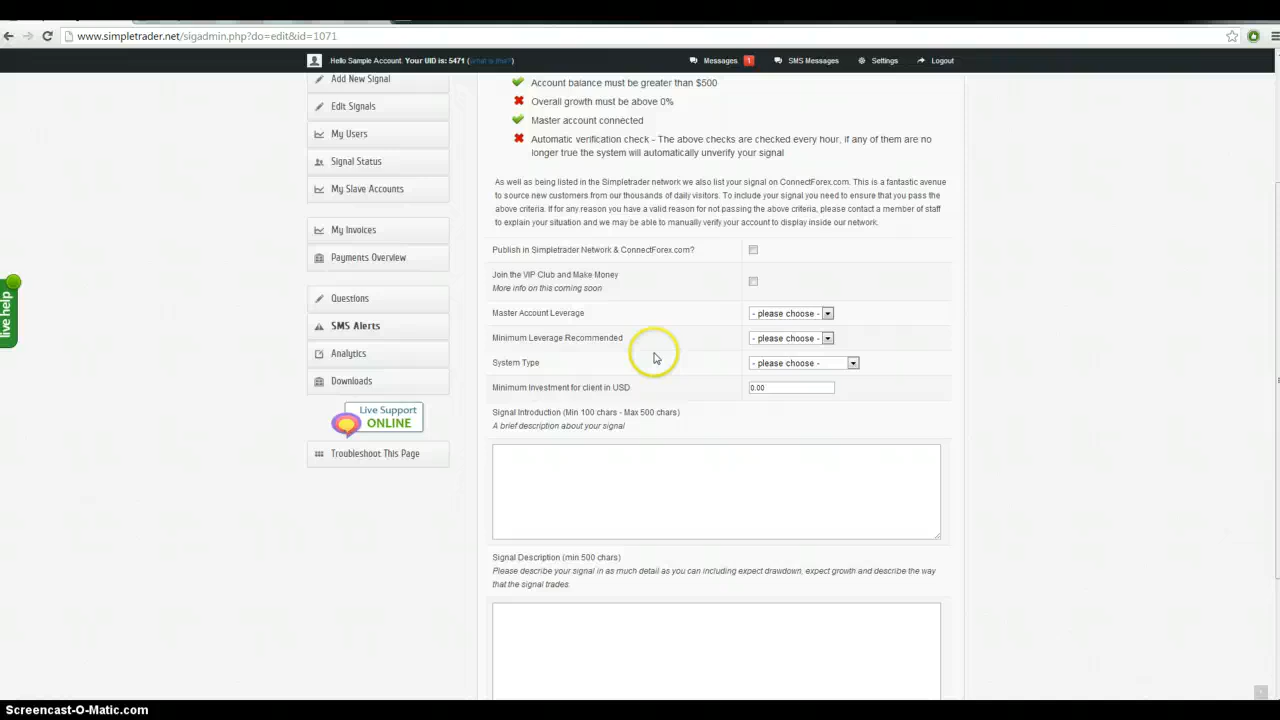 www.simpletrader.net/sigadmin.php?do=edit&id=1071
Hello Sample Account. Your UID is: 5471 (what is this?)
Messages 1 SMS Messages Settings Logout
Add New Signal
Edit Signals
My Users
Signal Status
My Slave Accounts
My Invoices
Payments Overview
Questions
SMS Alerts
Analytics
Downloads
Live Support
ONLINE
Troubleshoot This Page
live help
Account balance must be greater than $500
Overall growth must be above 0%
Master account connected
Automatic verification check - The above checks are checked every hour, if any of them are no
longer true the system will automatically unverify your signal
As well as being listed in the Simpletrader network we also list your signal on ConnectForex.com. This is a fantastic avenue
to source new customers from our thousands of daily visitors. To include your signal you need to ensure that you pass the
above criteria. If for any reason you have a valid reason for not passing the above criteria, please contact a member of staff
to explain your situation and we may be able to manually verify your account to display inside our network.
Publish in Simpletrader Network & ConnectForex.com?
Join the VIP Club and Make Money
More info on this coming soon
Master Account Leverage - please choose -
Minimum Leverage Recommended - please choose -
System Type - please choose -
Minimum Investment for client in USD 0.00
Signal Introduction (Min 100 chars - Max 500 chars)
A brief description about your signal
Signal Description (min 500 chars)
Please describe your signal in as much detail as you can including expect drawdown, expect growth and describe the way
that the signal trades.
Screencast-O-Matic.com